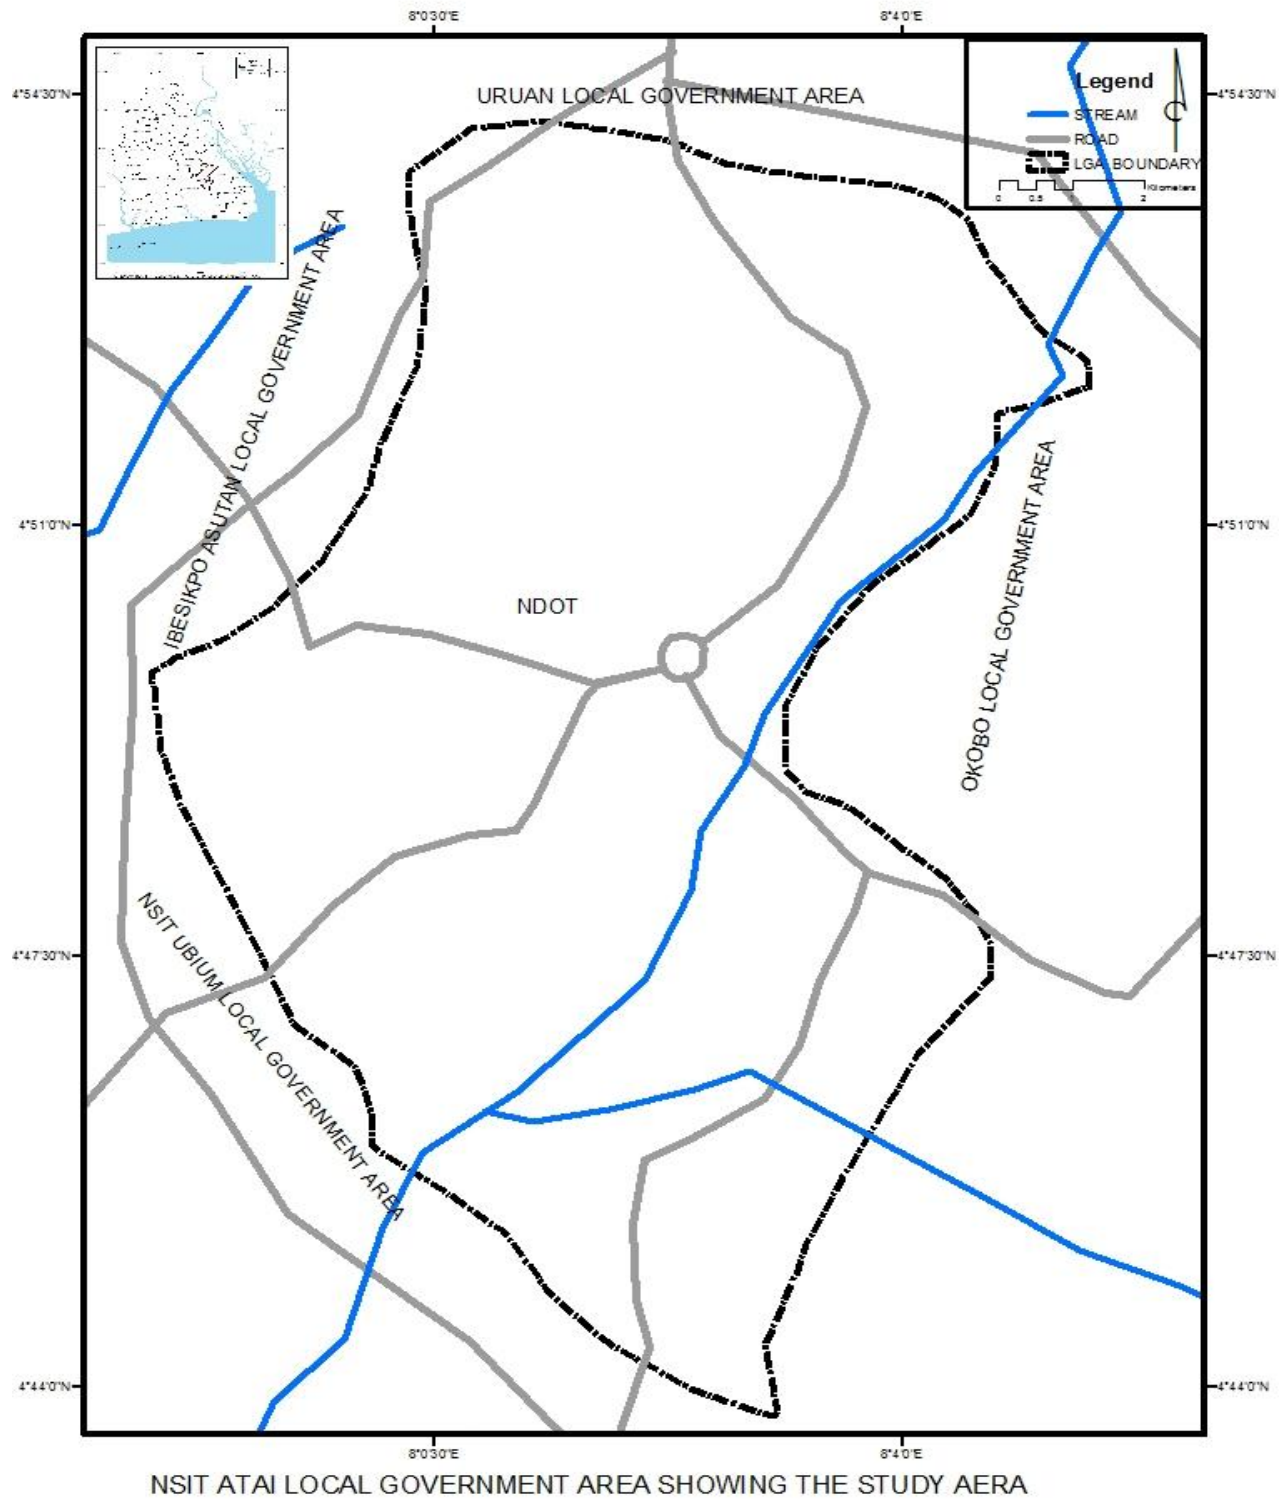 8°0'30"E 8°4'0"E
4°54'30"N 4°54'30"N
URUAN LOCAL GOVERNMENT AREA
Legend
STREAM
ROAD
LGA BOUNDARY
0 0.5 1 2 Kilometers
IBESIKPO ASUTAN LOCAL GOVERNMENT AREA
4°51'0"N 4°51'0"N
OKOBO LOCAL GOVERNMENT AREA
NDOT
NSIT UBIUM LOCAL GOVERNMENT AREA
4°47'30"N 4°47'30"N
4°44'0"N 4°44'0"N
8°0'30"E 8°4'0"E
NSIT ATAI LOCAL GOVERNMENT AREA SHOWING THE STUDY AERA